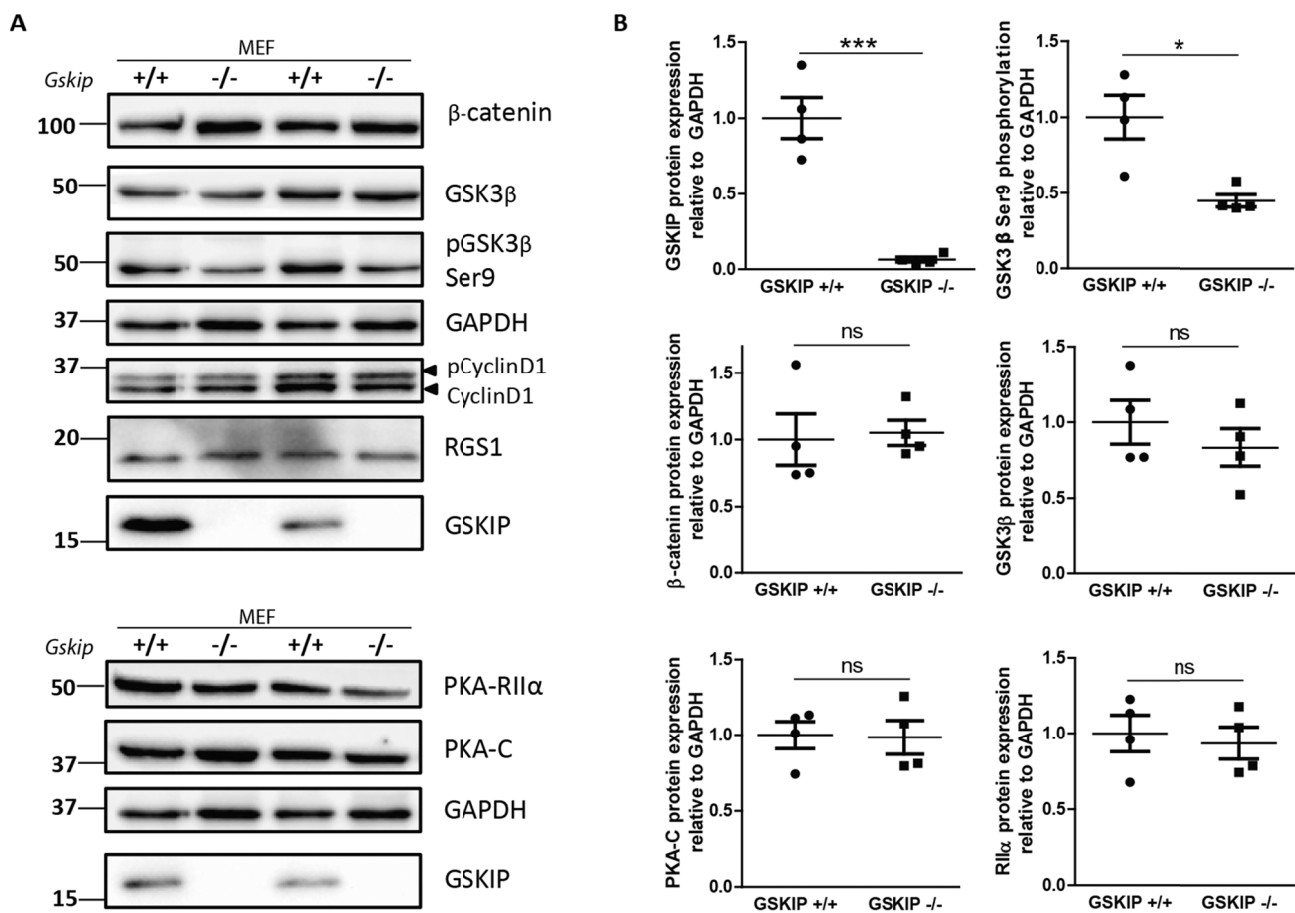 A
MEF
Gskip +/+ -/- +/+ -/-
100 β-catenin
50 GSK3β
50 pGSK3β
Ser9
37 GAPDH
37 pCyclinD1
CyclinD1
20 RGS1
15 GSKIP
MEF
Gskip +/+ -/- +/+ -/-
50 PKA-RIIα
37 PKA-C
37 GAPDH
15 GSKIP
B
GSKIP protein expression
relative to GAPDH
1.5
1.0
0.5
0.0
***
GSKIP +/+ GSKIP -/-
GSK3 β Ser9 phosphorylation
relative to GAPDH
1.5
1.0
0.5
0.0
*
GSKIP +/+ GSKIP -/-
β-catenin protein expression
relative to GAPDH
1.5
1.0
0.5
0.0
ns
GSKIP +/+ GSKIP -/-
GSK3β protein expression
relative to GAPDH
1.5
1.0
0.5
0.0
ns
GSKIP +/+ GSKIP -/-
PKA-C protein expression
relative to GAPDH
1.5
1.0
0.5
0.0
ns
GSKIP +/+ GSKIP -/-
RIIα protein expression
relative to GAPDH
1.5
1.0
0.5
0.0
ns
GSKIP +/+ GSKIP -/-